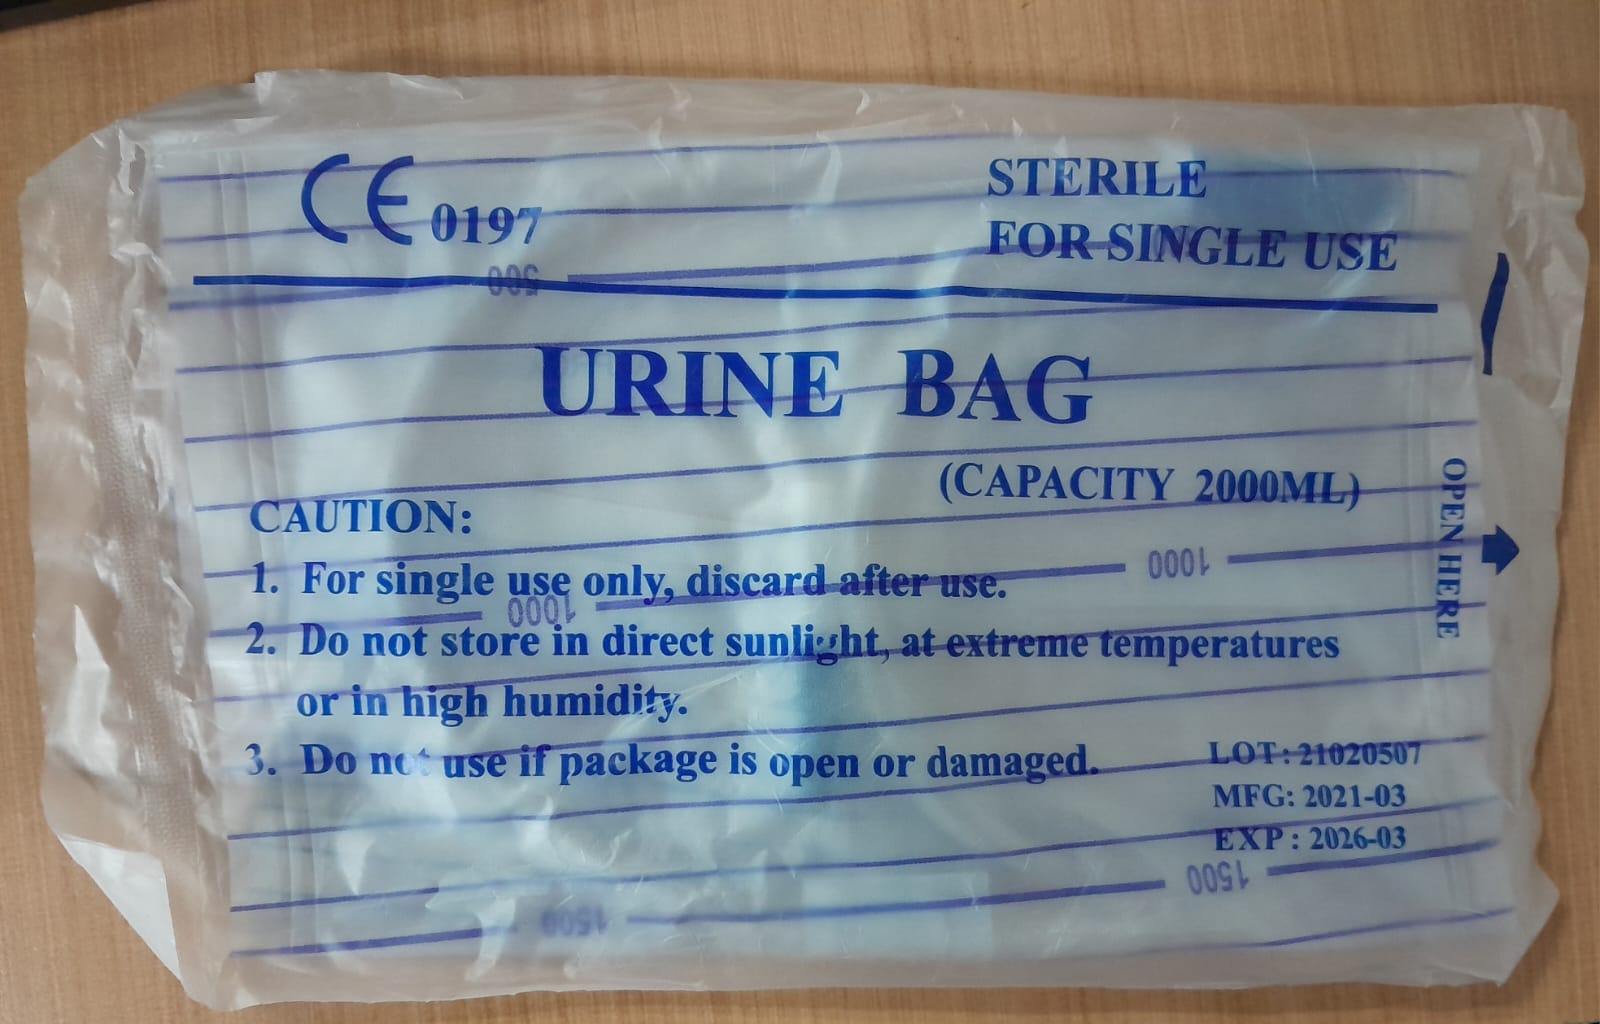 CE 0197
STERILE
FOR SINGLE USE
500
URINE BAG
(CAPACITY 2000ML)
CAUTION:
1. For single use only, discard after use.
1000
1000
2. Do not store in direct sunlight, at extreme temperatures
or in high humidity.
3. Do not use if package is open or damaged.
OPEN HERE
LOT: 21020507
MFG: 2021-03
EXP: 2026-03
1500
1500